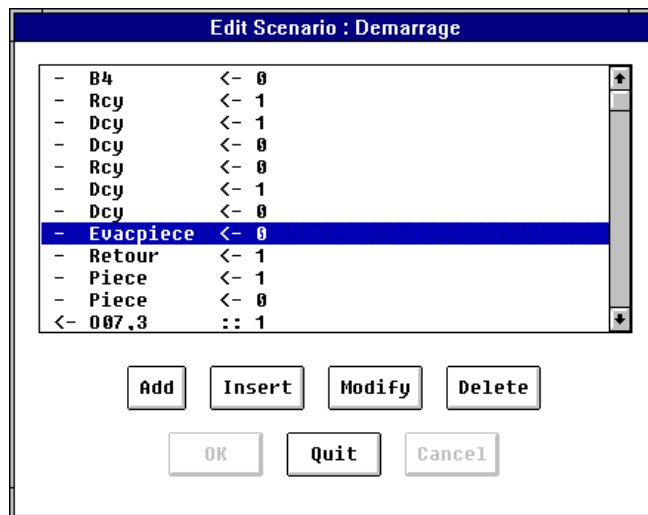 Edit Scenario : Demarrage
- B4 <- 0
- Rcy <- 1
- Dcy <- 1
- Dcy <- 0
- Rcy <- 0
- Dcy <- 1
- Dcy <- 0
- Evacpiece <- 0
- Retour <- 1
- Piece <- 1
- Piece <- 0
<- O07,3 :: 1
Add Insert Modify Delete
OK Quit Cancel